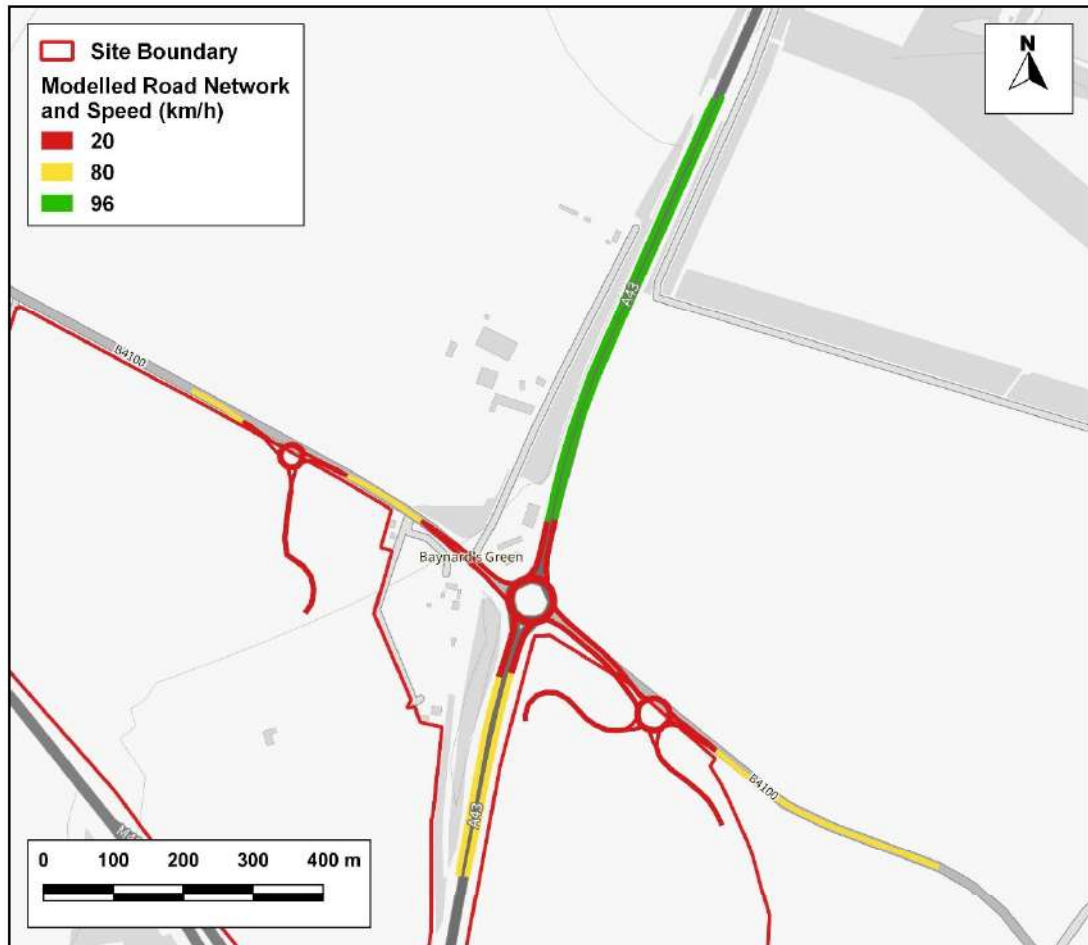 Site Boundary
Modelled Road Network
and Speed (km/h)
20
80
96
N
A43
B4100
Baynard's Green
B4100
A43
0 100 200 300 400 m